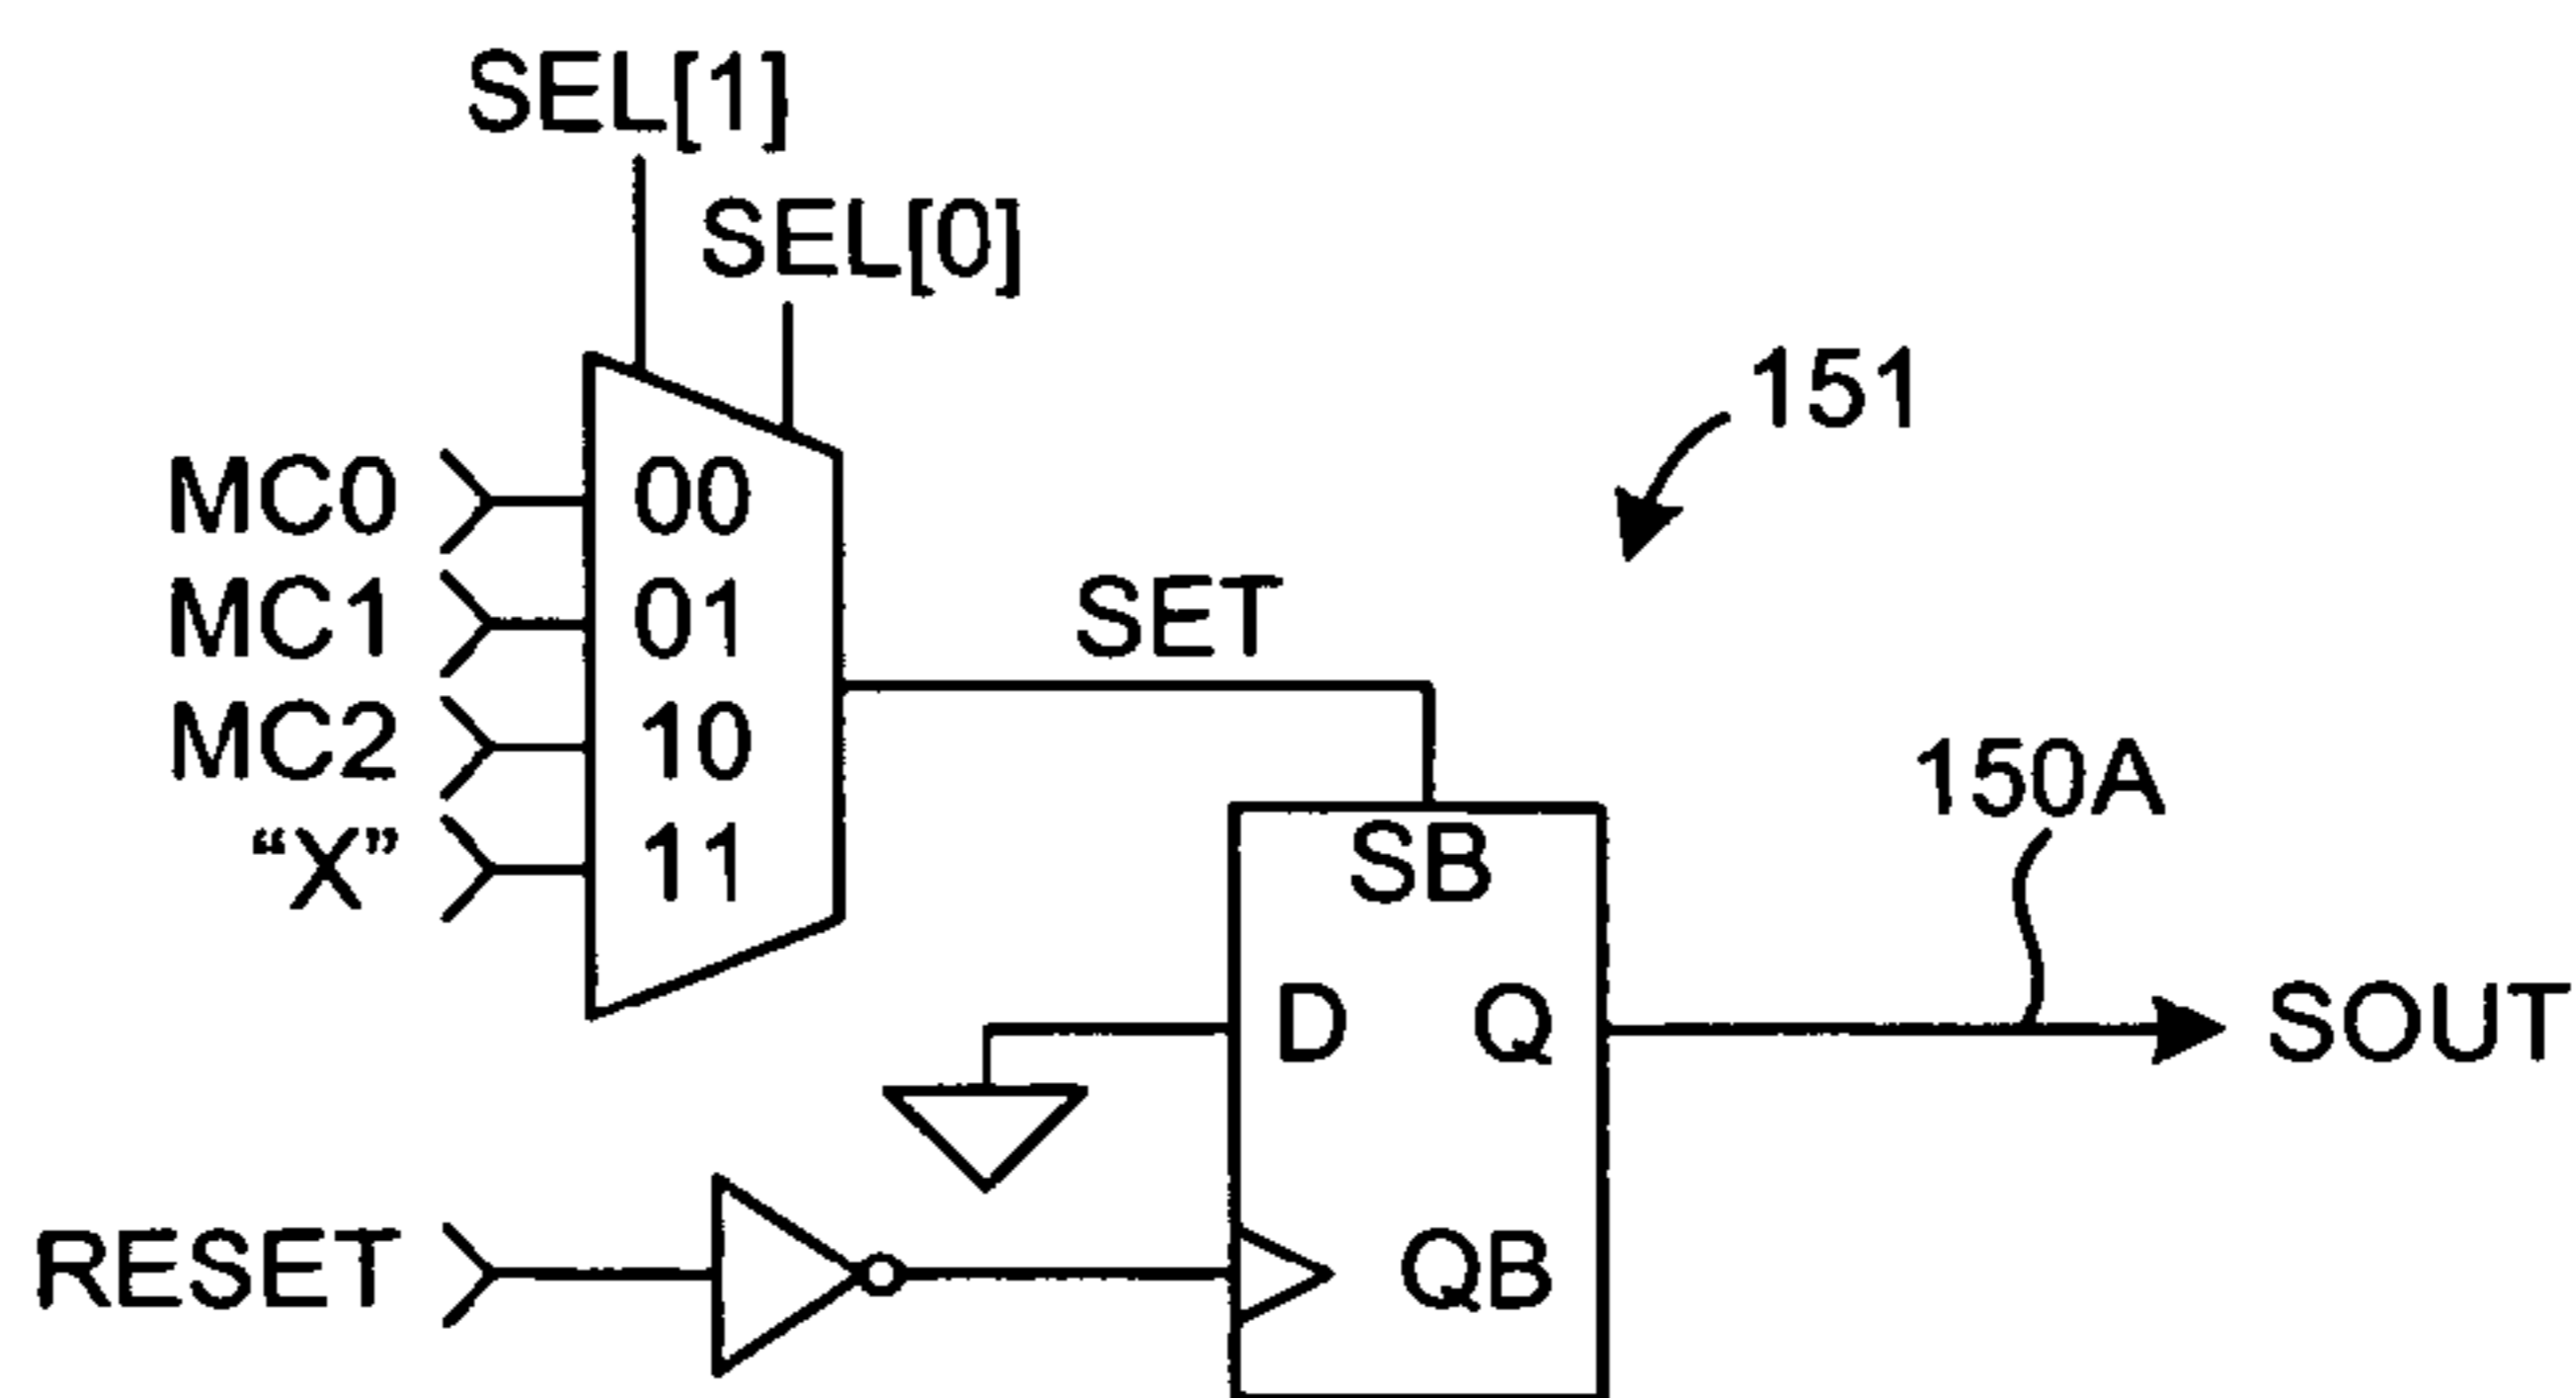 SEL[1]
SEL[0]
151
MC0
00
MC1
01
SET
MC2
10
150A
“X”
11
SB
D
Q
SOUT
RESET
QB